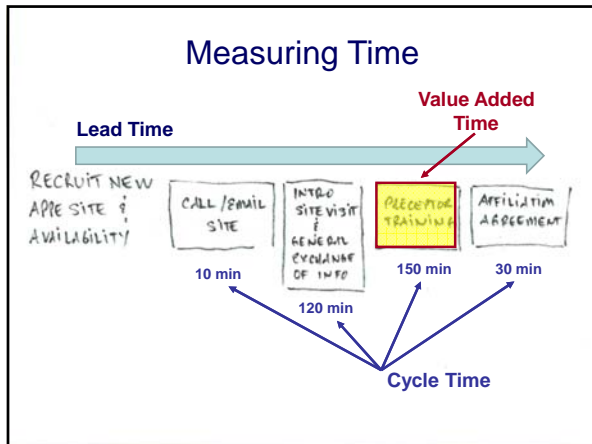 Measuring Time
Value Added
Time
Lead Time
RECRUIT NEW
APPE SITE &
AVAILABILITY
CALL/EMAIL
SITE
INTRO
SITE VISIT
&
GENERAL
EXCHANGE
OF INFO
PRECEPTOR
TRAINING
AFFILIATION
AGREEMENT
10 min
120 min
150 min
30 min
Cycle Time